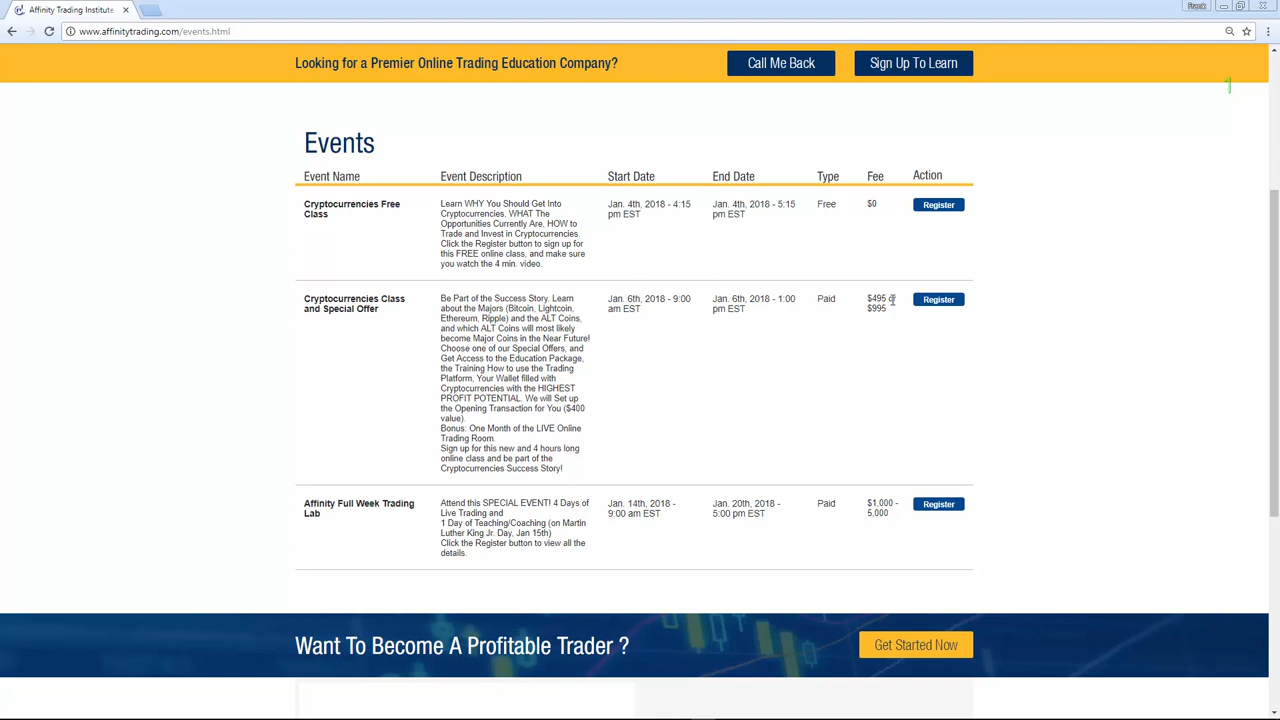 Affinity Trading Institute
Frank
www.affinitytrading.com/events.html
Looking for a Premier Online Trading Education Company?
Call Me Back
Sign Up To Learn
Events
Event Name
Event Description
Start Date
End Date
Type
Fee
Action
Cryptocurrencies Free
Class
Learn WHY You Should Get Into
Cryptocurrencies, WHAT The
Opportunities Currently Are, HOW to
Trade and Invest in Cryptocurrencies.
Click the Register button to sign up for
this FREE online class, and make sure
you watch the 4 min. video.
Jan. 4th, 2018 - 4:15
pm EST
Jan. 4th, 2018 - 5:15
pm EST
Free
$0
Register
Cryptocurrencies Class
and Special Offer
Be Part of the Success Story. Learn
about the Majors (Bitcoin, Lightcoin,
Ethereum, Ripple) and the ALT Coins,
and which ALT Coins will most likely
become Major Coins in the Near Future!
Choose one of our Special Offers, and
Get Access to the Education Package,
the Training How to use the Trading
Platform, Your Wallet filled with
Cryptocurrencies with the HIGHEST
PROFIT POTENTIAL. We will Set up
the Opening Transaction for You ($400
value).
Bonus: One Month of the LIVE Online
Trading Room.
Sign up for this new and 4 hours long
online class and be part of the
Cryptocurrencies Success Story!
Jan. 6th, 2018 - 9:00
am EST
Jan. 6th, 2018 - 1:00
pm EST
Paid
$495 or
$995
Register
Affinity Full Week Trading
Lab
Attend this SPECIAL EVENT! 4 Days of
Live Trading and
1 Day of Teaching/Coaching (on Martin
Luther King Jr. Day, Jan 15th)
Click the Register button to view all the
details.
Jan. 14th, 2018 -
9:00 am EST
Jan. 20th, 2018 -
5:00 pm EST
Paid
$1,000 -
5,000
Register
Want To Become A Profitable Trader ?
Get Started Now